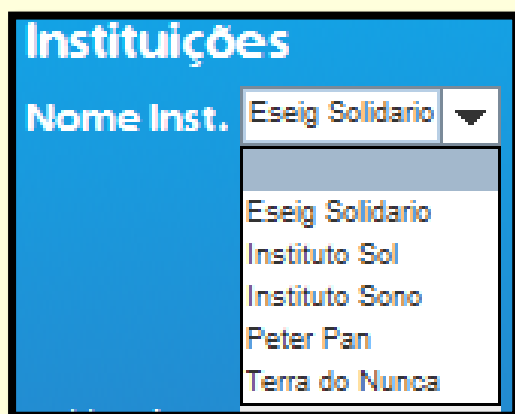 Instituições
Nome Inst. Eseig Solidario
Eseig Solidario
Instituto Sol
Instituto Sono
Peter Pan
Terra do Nunca